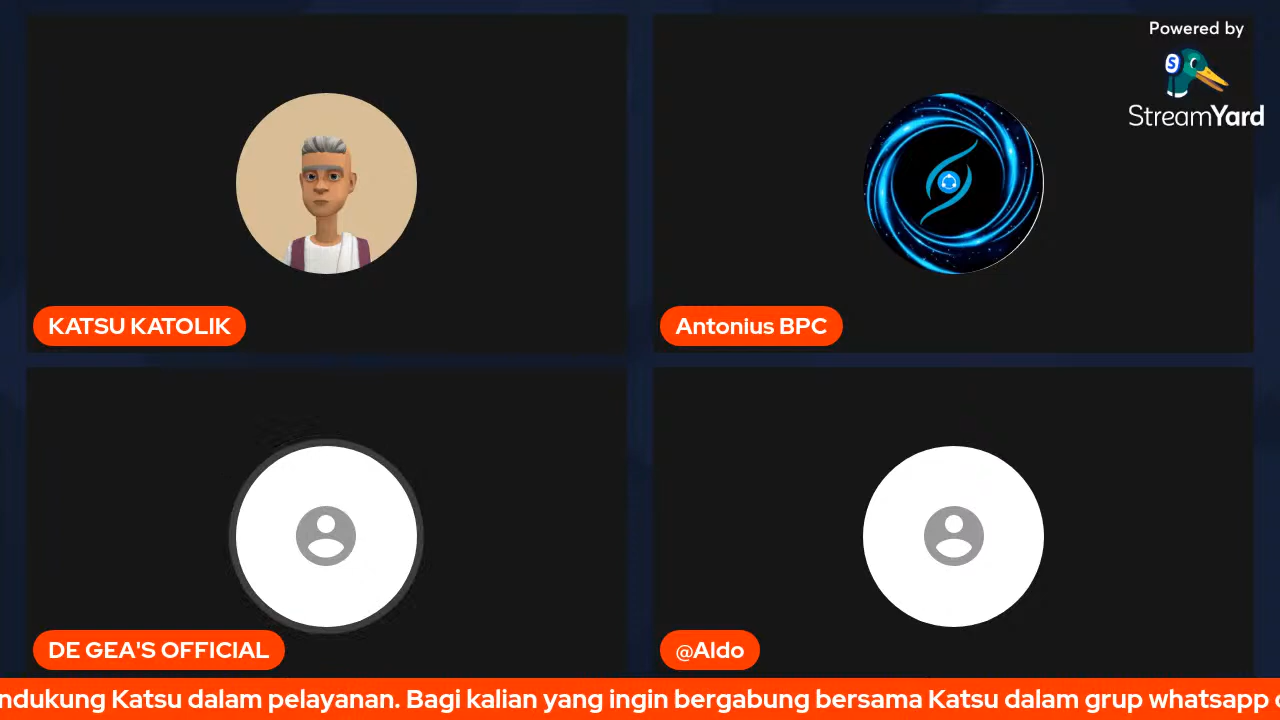 Powered by
StreamYard
KATSU KATOLIK
Antonius BPC
DE GEA'S OFFICIAL
@Aldo
ndukung Katsu dalam pelayanan. Bagi kalian yang ingin bergabung bersama Katsu dalam grup whatsapp